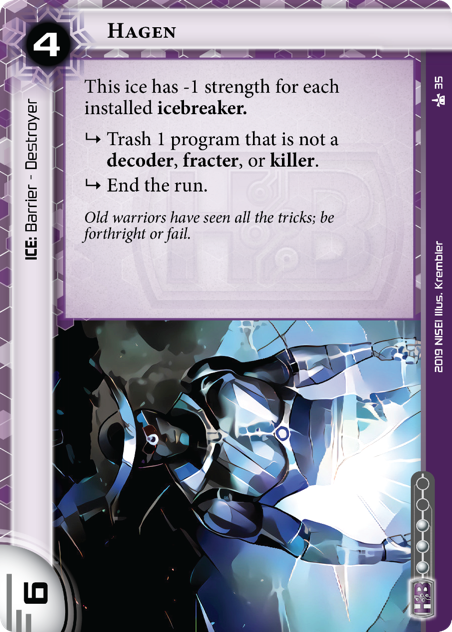 4
HAGEN
This ice has -1 strength for each
installed icebreaker.
↳ Trash 1 program that is not a
decoder, fracter, or killer.
↳ End the run.
Old warriors have seen all the tricks; be
forthright or fail.
ICE: Barrier - Destroyer
35
2019 NISEI Illus. Krembler
6
HB